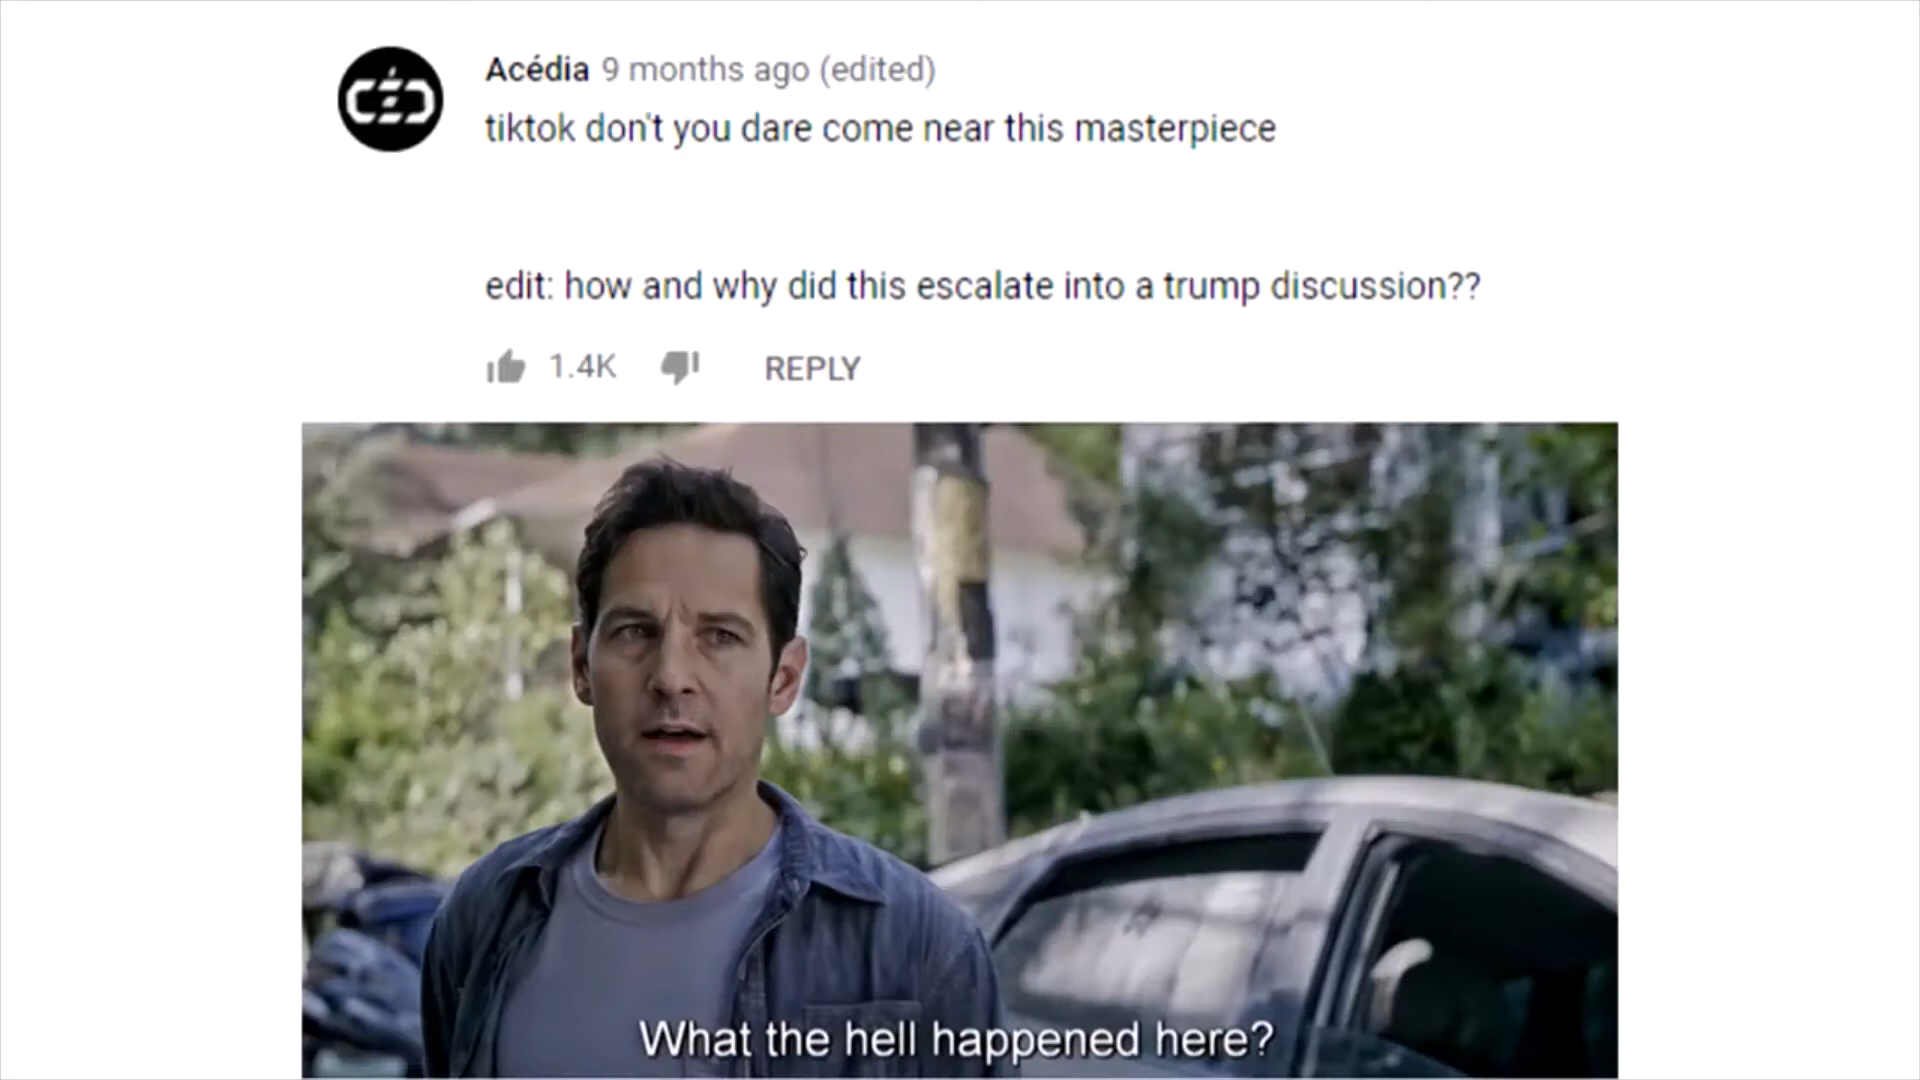 Acédia 9 months ago (edited)
tiktok don't you dare come near this masterpiece
edit: how and why did this escalate into a trump discussion??
1.4K REPLY
What the hell happened here?